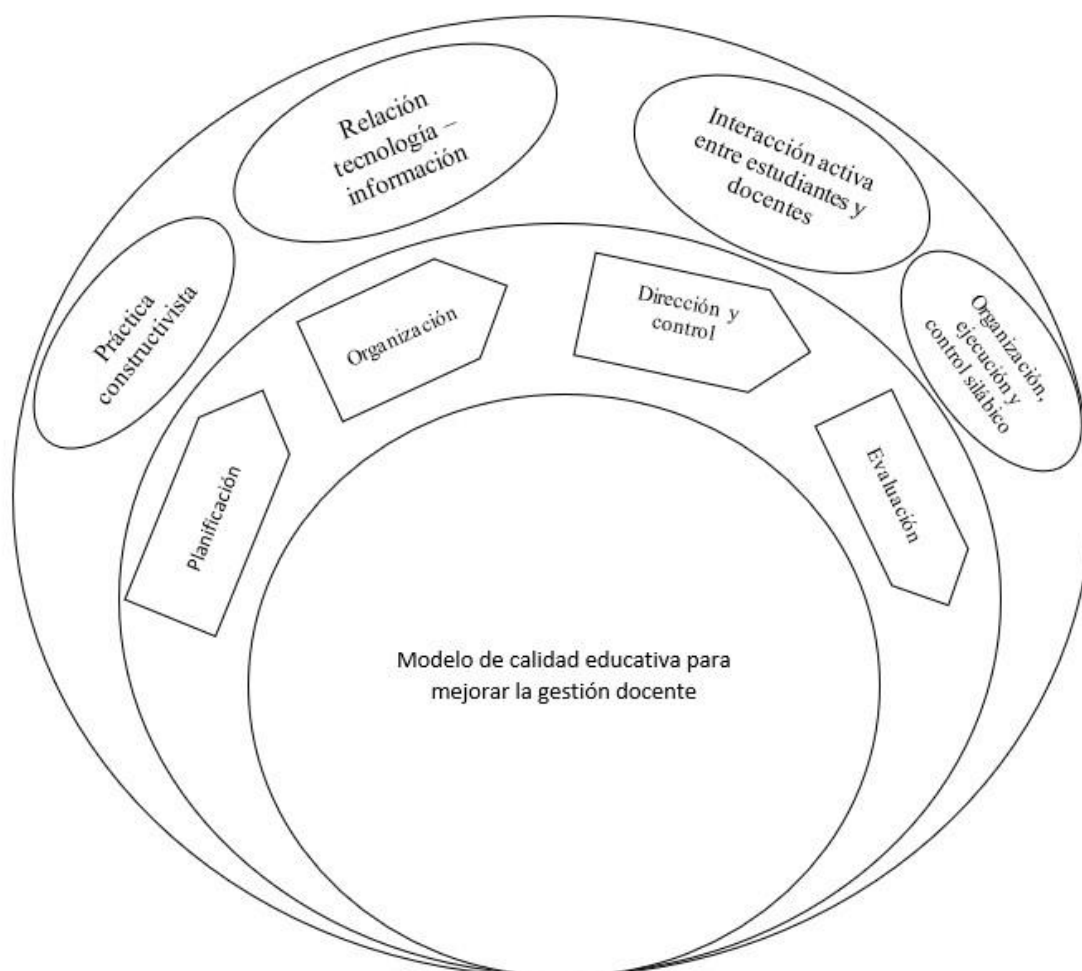 Relación
tecnología –
información
Interacción activa
entre estudiantes y
docentes
Práctica
constructivista
Organización,
ejecución y
control silábico
Organización
Dirección y
control
Planificación
Evaluación
Modelo de calidad educativa para
mejorar la gestión docente